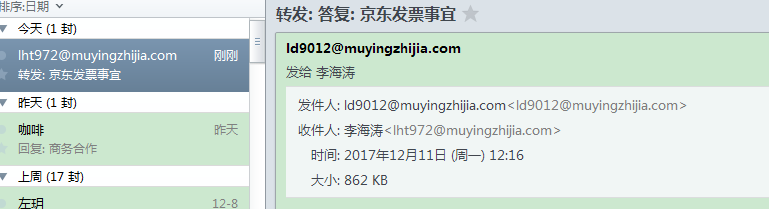 排序:日期
今天 (1 封)
lht972@muyingzhijia.com 刚刚
转发: 京东发票事宜
昨天 (1 封)
咖啡 昨天
回复: 商务合作
上周 (17 封)
左玥 12-8
转发: 答复: 京东发票事宜
ld9012@muyingzhijia.com
发给 李海涛
发件人: ld9012@muyingzhijia.com<ld9012@muyingzhijia.com>
收件人: 李海涛<lht972@muyingzhijia.com>
时间: 2017年12月11日 (周一) 12:16
大小: 862 KB